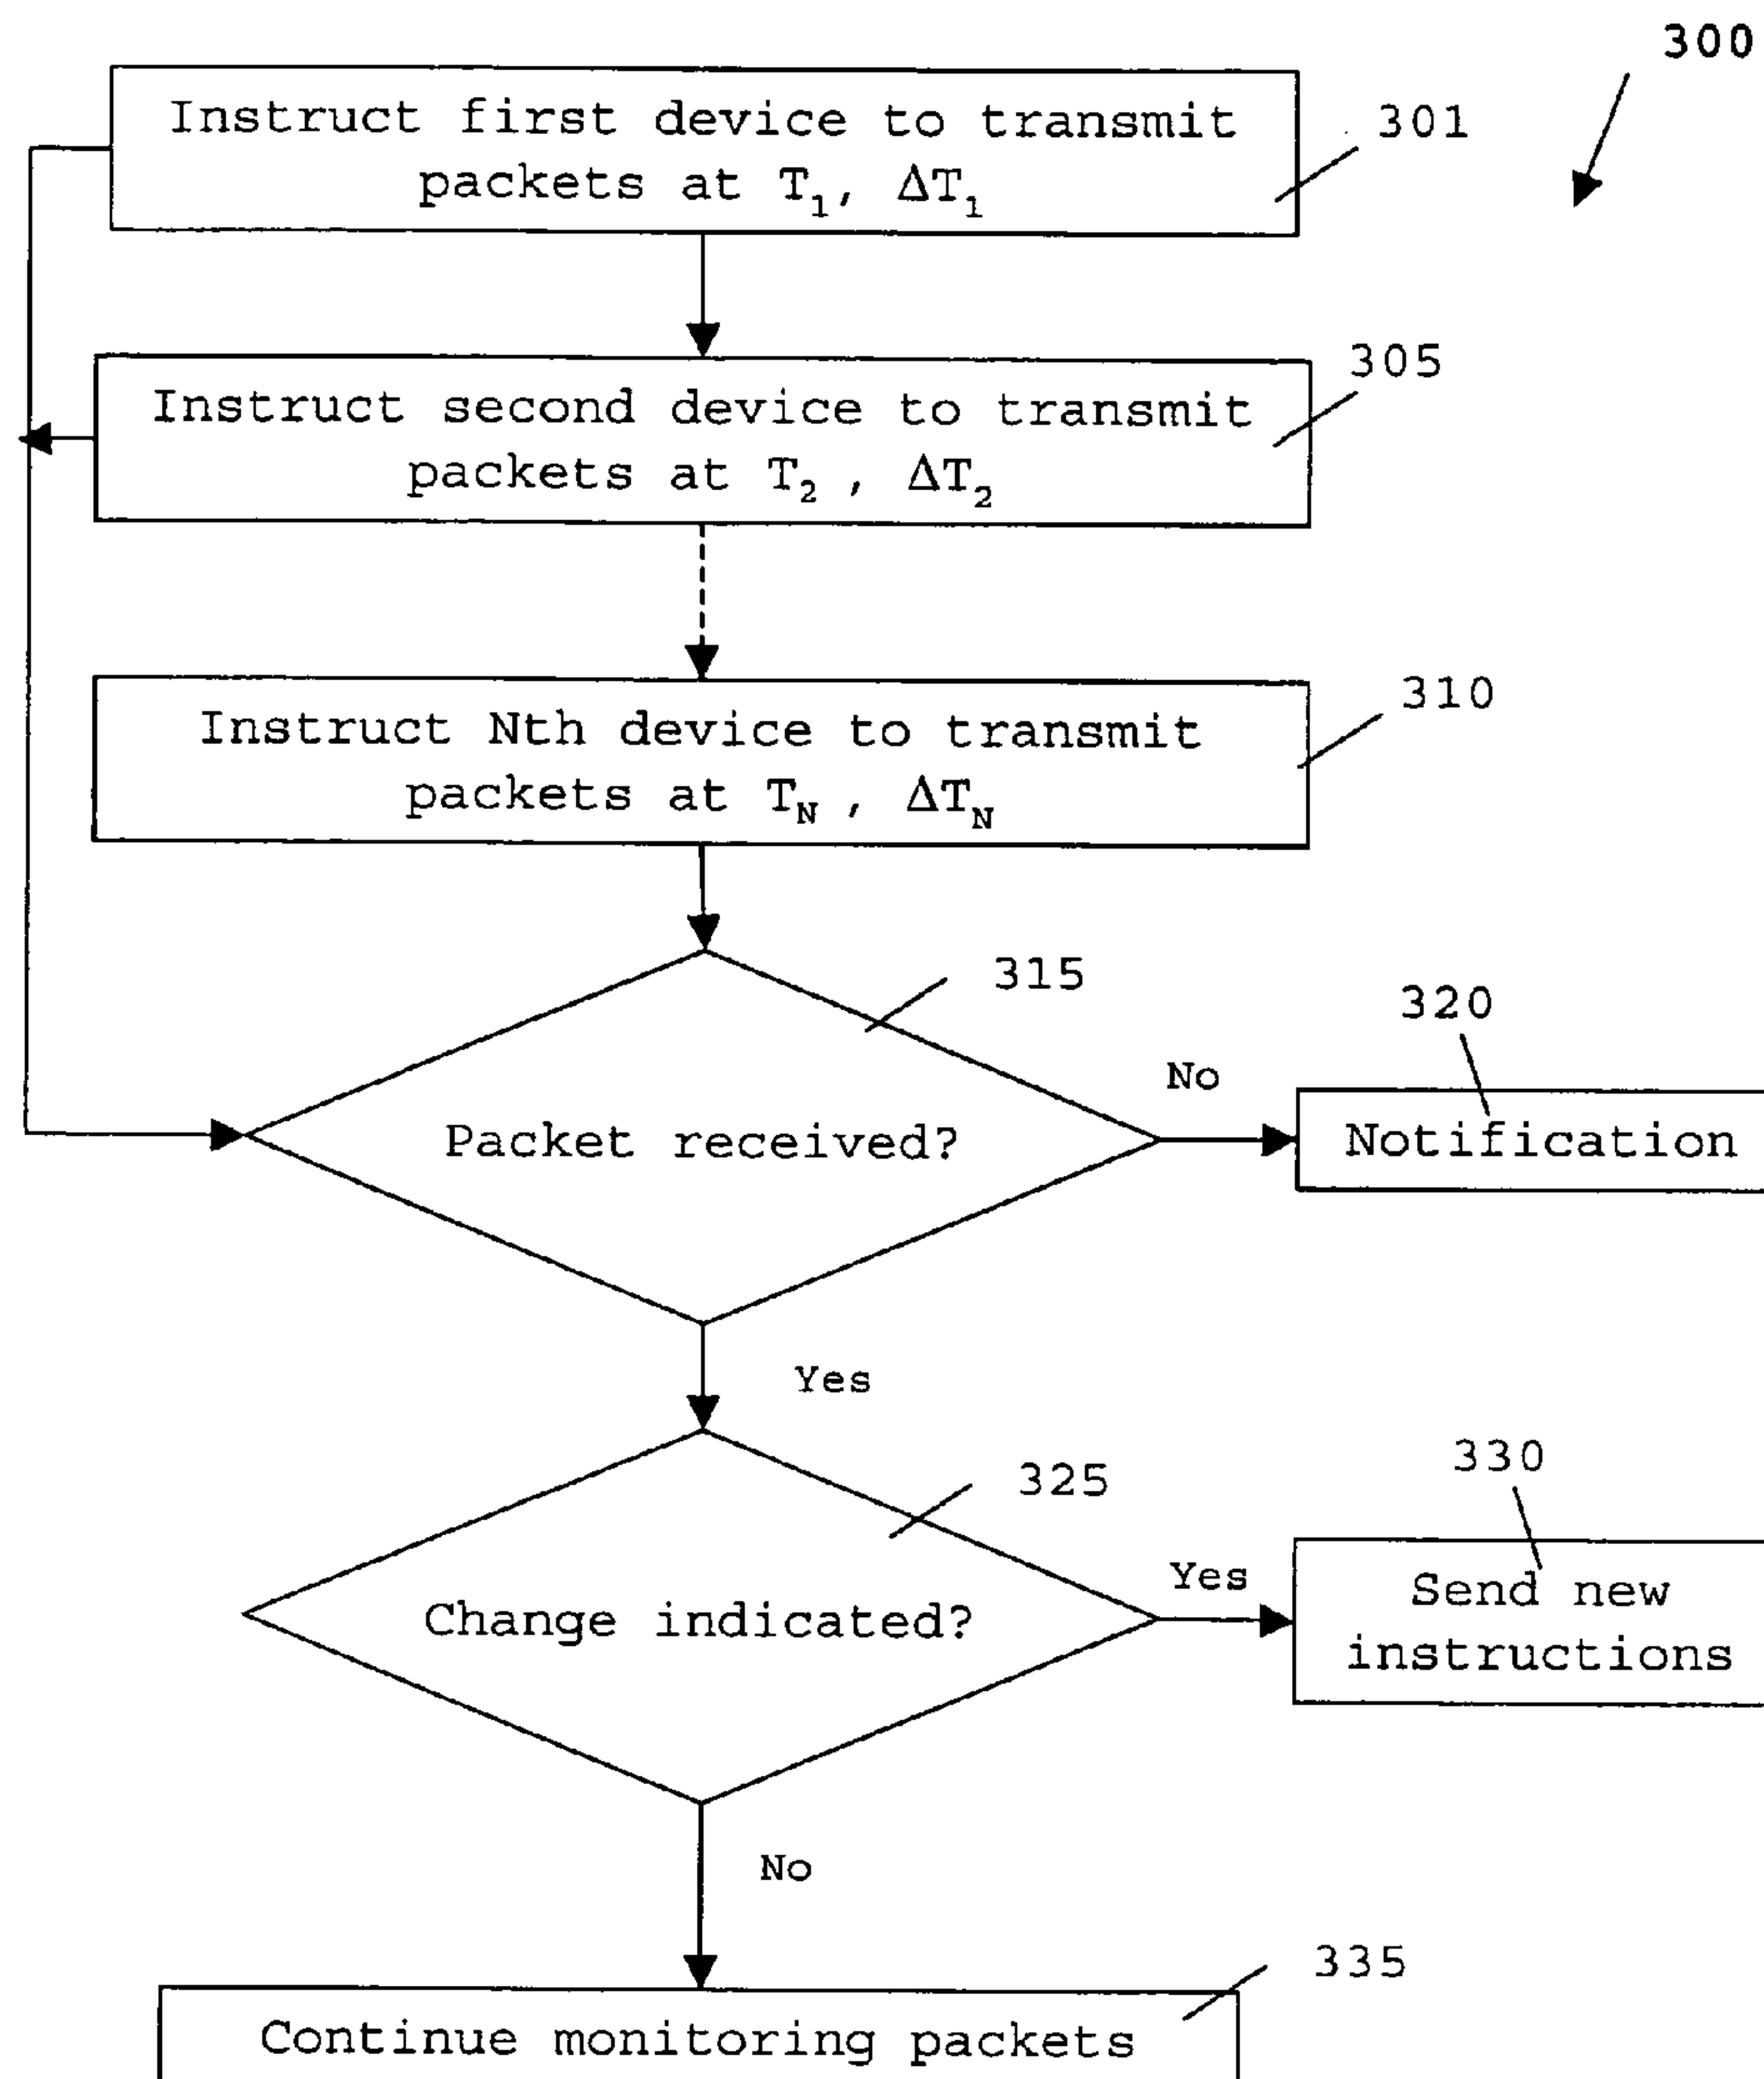 300
Instruct first device to transmit
packets at T₁, ΔT₁
301
Instruct second device to transmit
packets at T₂ , ΔT₂
305
Instruct Nth device to transmit
packets at T_N , ΔT_N
310
315
Packet received?
No
320
Notification
Yes
325
Change indicated?
Yes
330
Send new
instructions
No
335
Continue monitoring packets